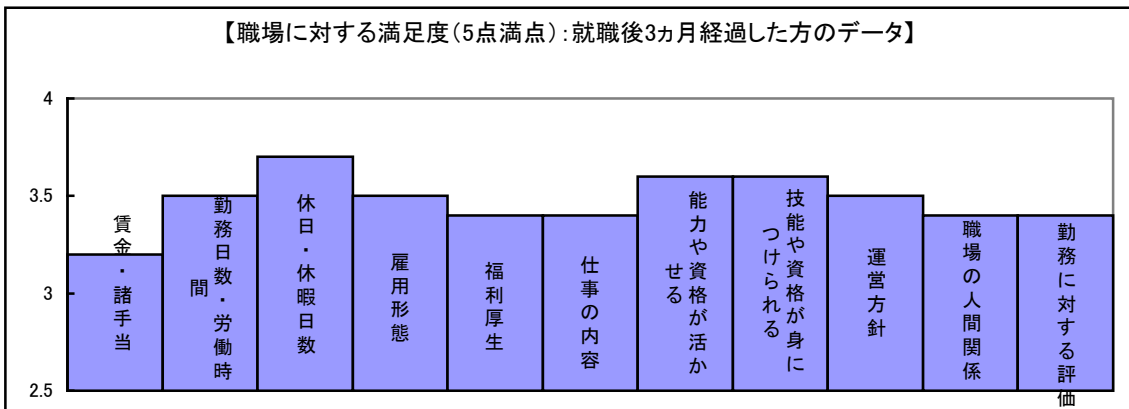 【職場に対する満足度(5点満点):就職後3ヵ月経過した方のデータ】
4
3.5
3
2.5
賃金・諸手当
勤務日数・労働時
間
休日・休暇日数
雇用形態
福利厚生
仕事の内容
能力や資格が活か
せる
技能や資格が身に
つけられる
運営方針
職場の人間関係
勤務に対する評価